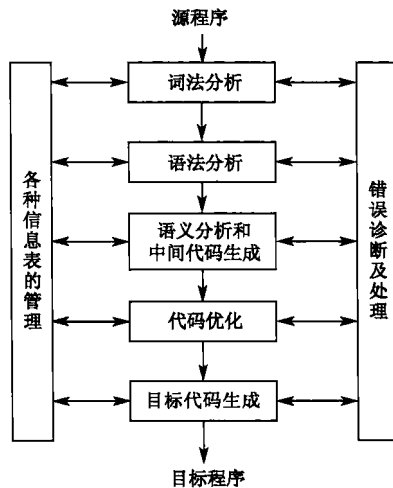 源程序
词法分析
语法分析
语义分析和
中间代码生成
代码优化
目标代码生成
目标程序
各种信息表的管理
错误诊断及处理